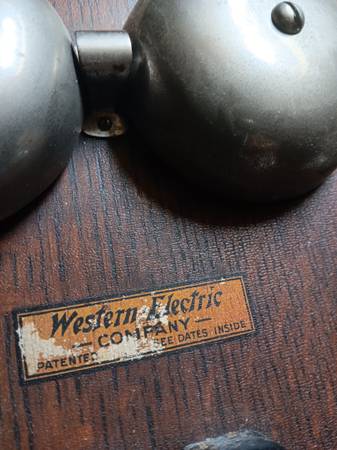 Western Electric
— COMPANY —
PATENTED SEE DATES INSIDE